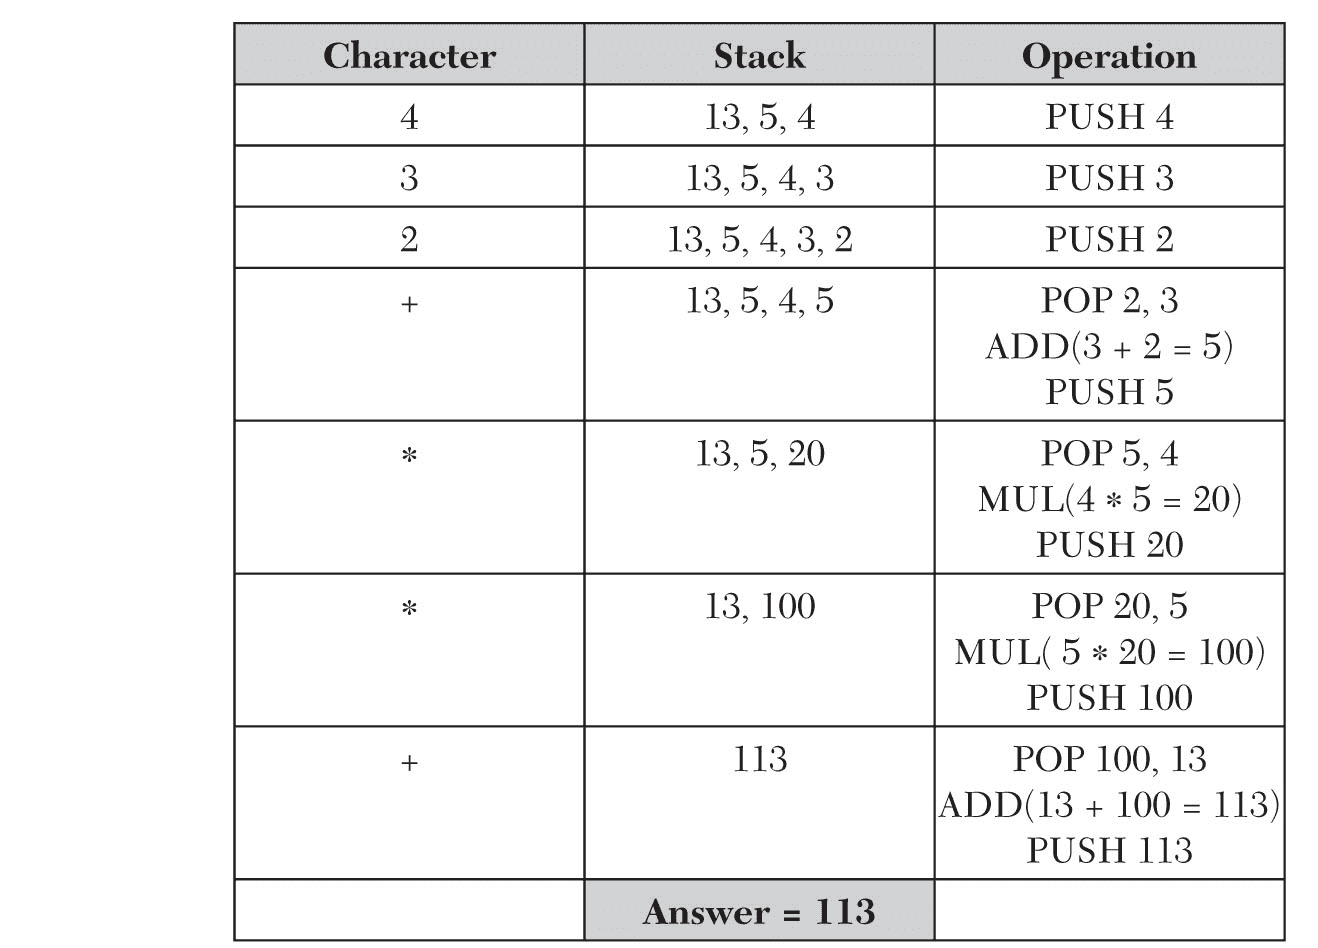 Character Stack Operation
4 13, 5, 4 PUSH 4
3 13, 5, 4, 3 PUSH 3
2 13, 5, 4, 3, 2 PUSH 2
+ 13, 5, 4, 5 POP 2, 3
ADD(3 + 2 = 5)
PUSH 5
* 13, 5, 20 POP 5, 4
MUL(4 * 5 = 20)
PUSH 20
* 13, 100 POP 20, 5
MUL( 5 * 20 = 100)
PUSH 100
+ 113 POP 100, 13
ADD(13 + 100 = 113)
PUSH 113
Answer = 113